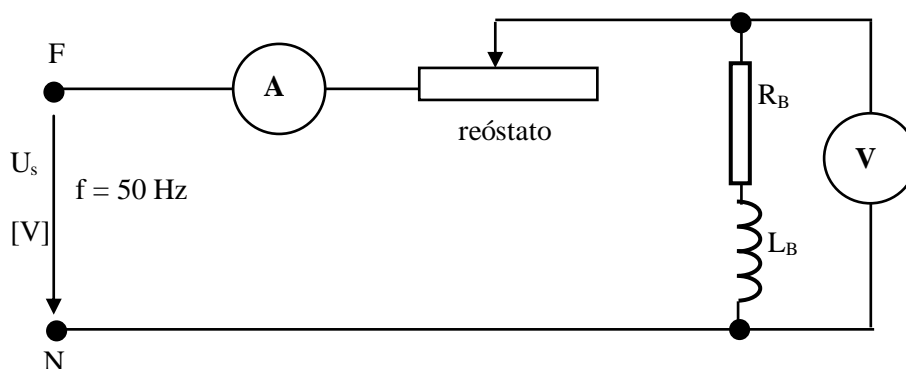 F
A
reóstato
R_B
V
U_s
f = 50 Hz
[V]
L_B
N